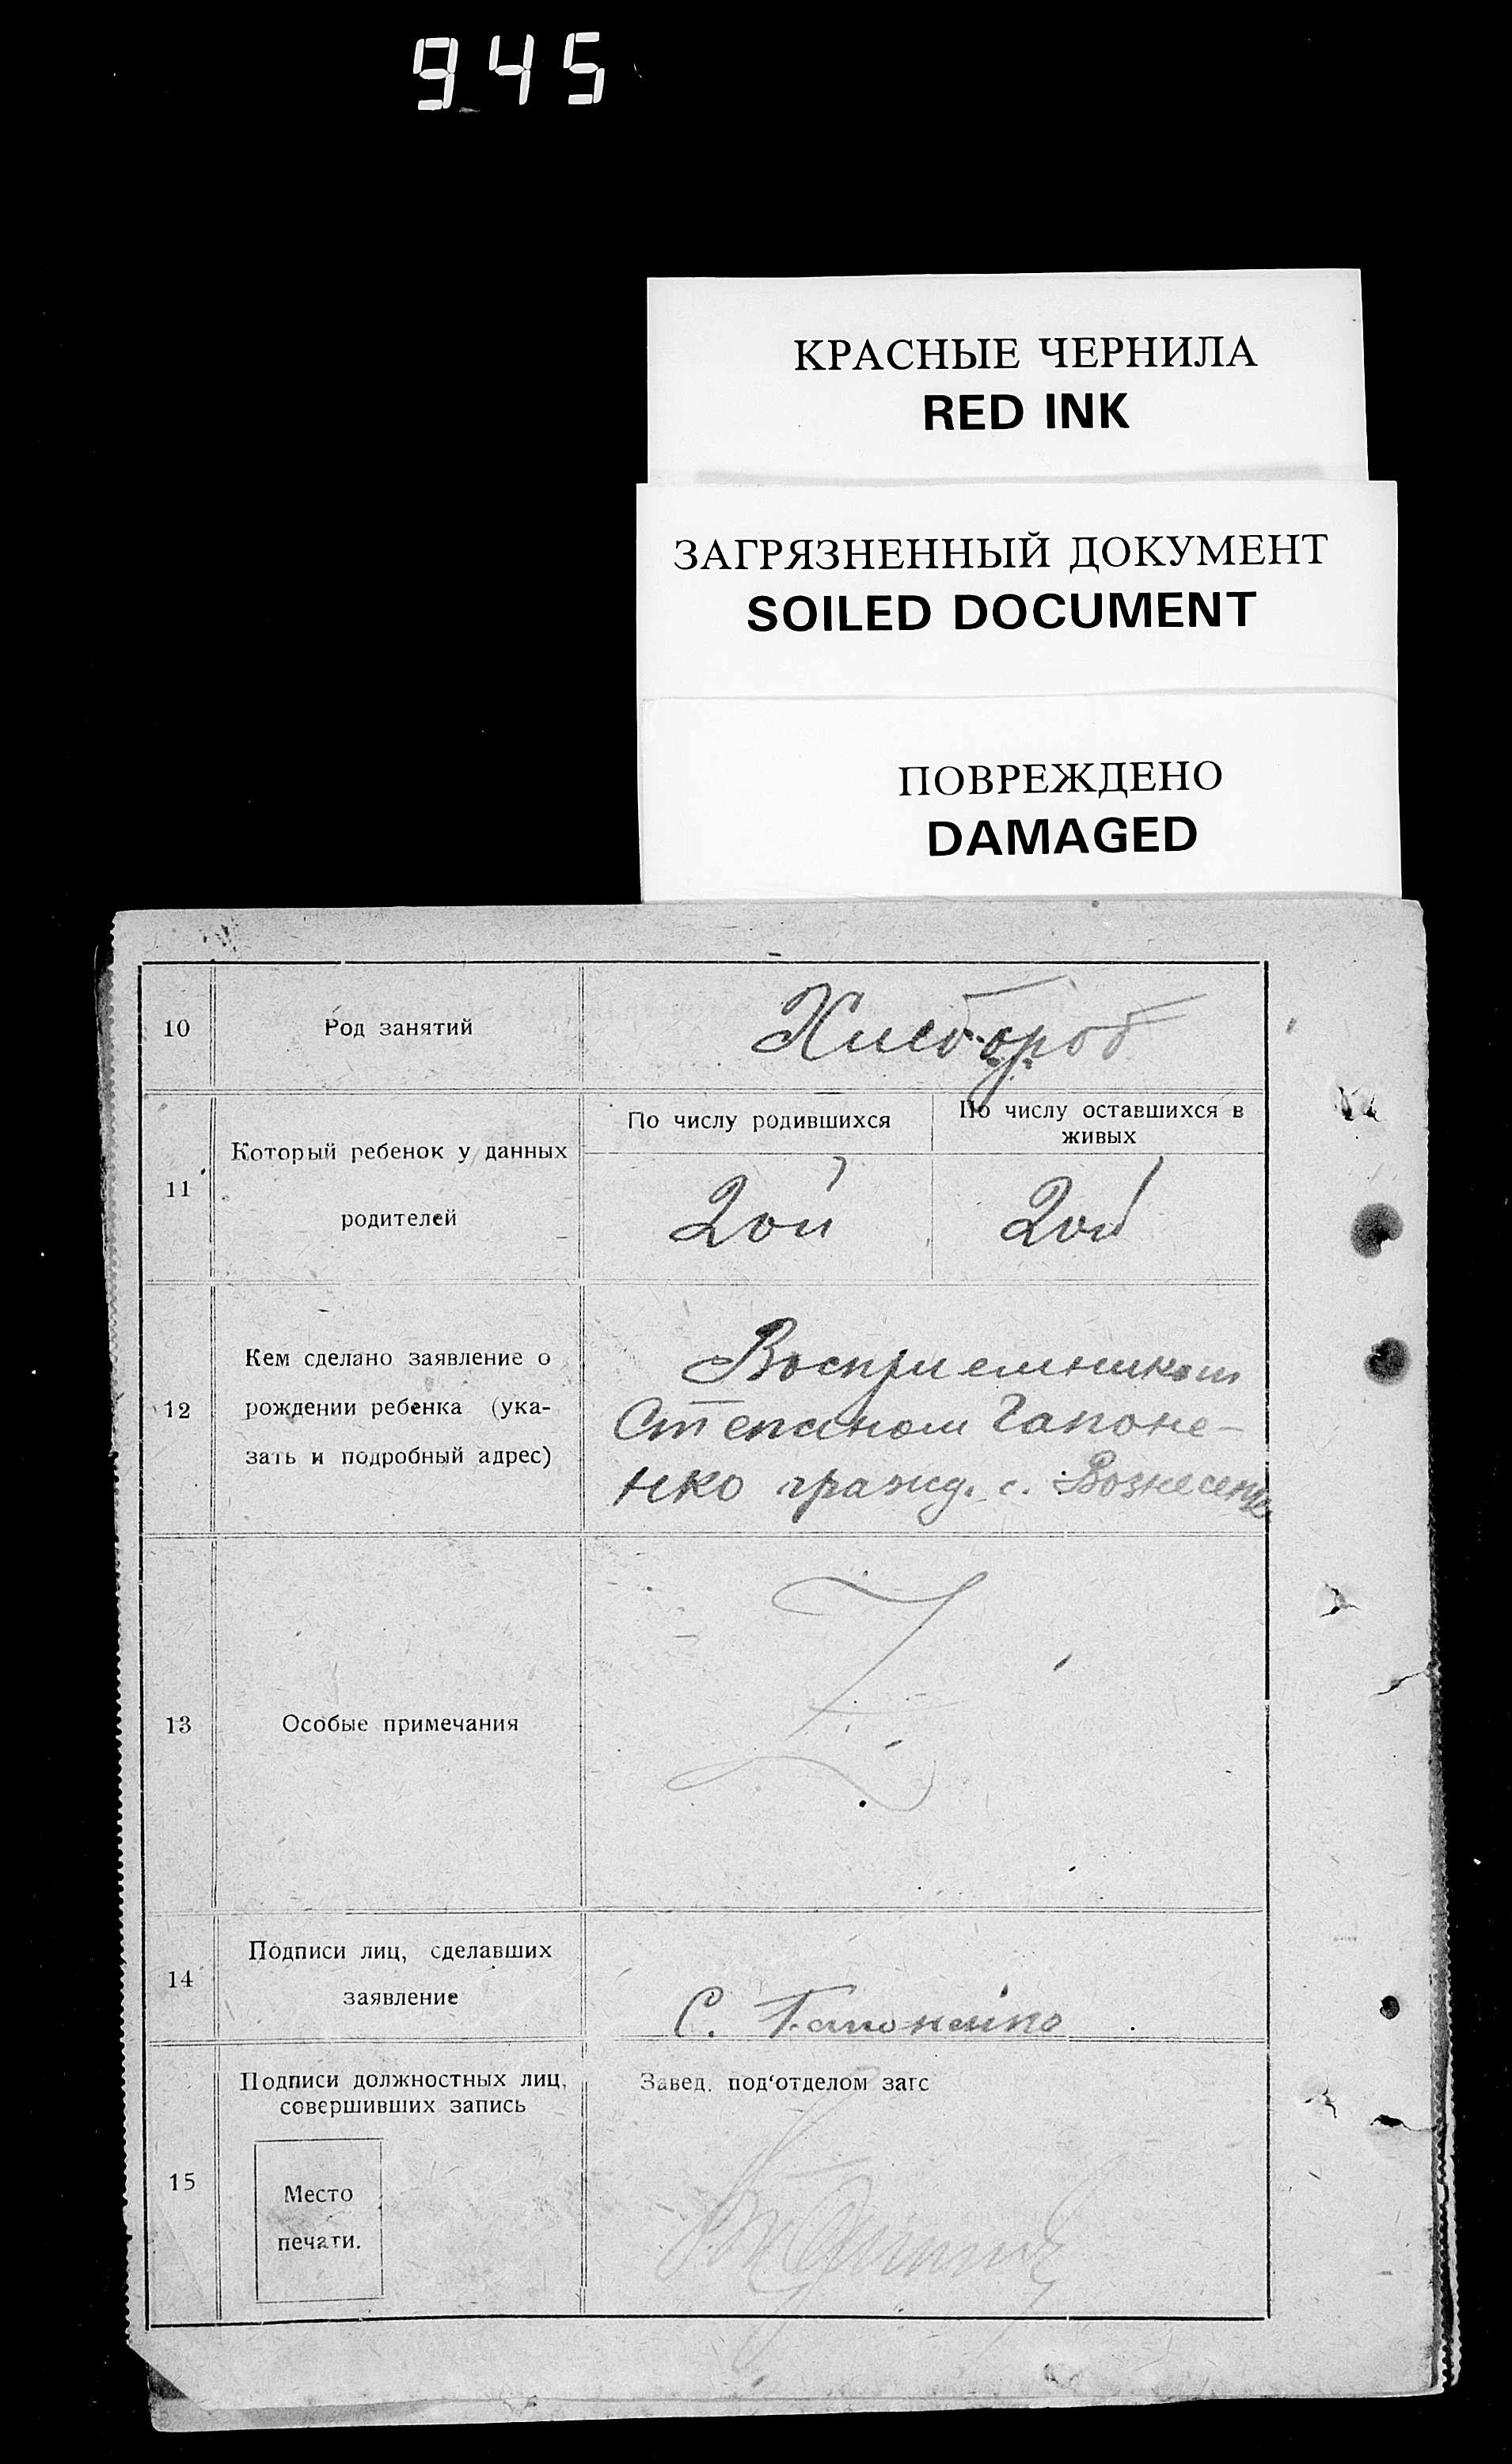 945
КРАСНЫЕ ЧЕРНИЛА
RED INK
ЗАГРЯЗНЕННЫЙ ДОКУМЕНТ
SOILED DOCUMENT
ПОВРЕЖДЕНО
DAMAGED
10
Род занятий
11
Который ребенок у данных
родителей
По числу родившихся
2ой
По числу оставшихся в
живых
2ой
12
Кем сделано заявление о
рождении ребенка (ука-
зать и подробный адрес)
Восприемником
Степаном Гапоне-
нко гражд. с. Вознесенс
13
Особые примечания
14
Подписи лиц, сделавших
заявление
С. Гапоненко
15
Подписи должностных лиц,
совершивших запись
Место
печати.
Завед. под'отделом загс